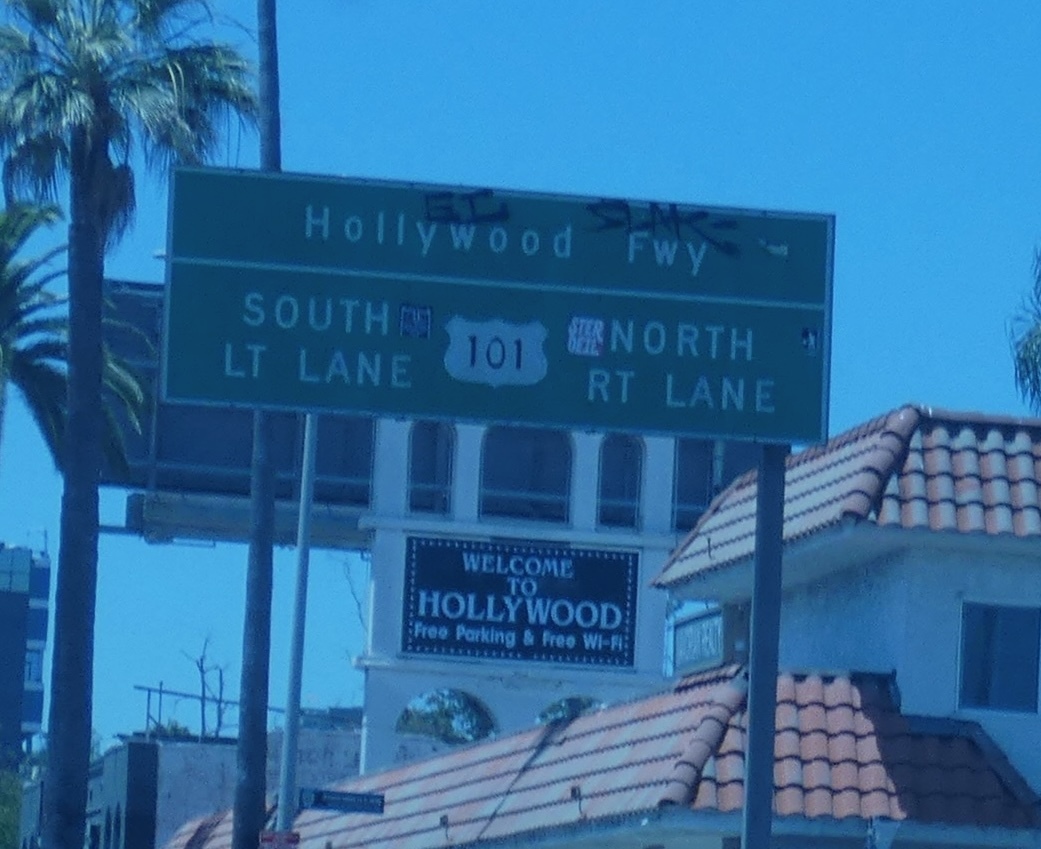 Hollywood Fwy
SOUTH 101 NORTH
LT LANE RT LANE
WELCOME
TO
HOLLYWOOD
Free Parking & Free Wi-Fi